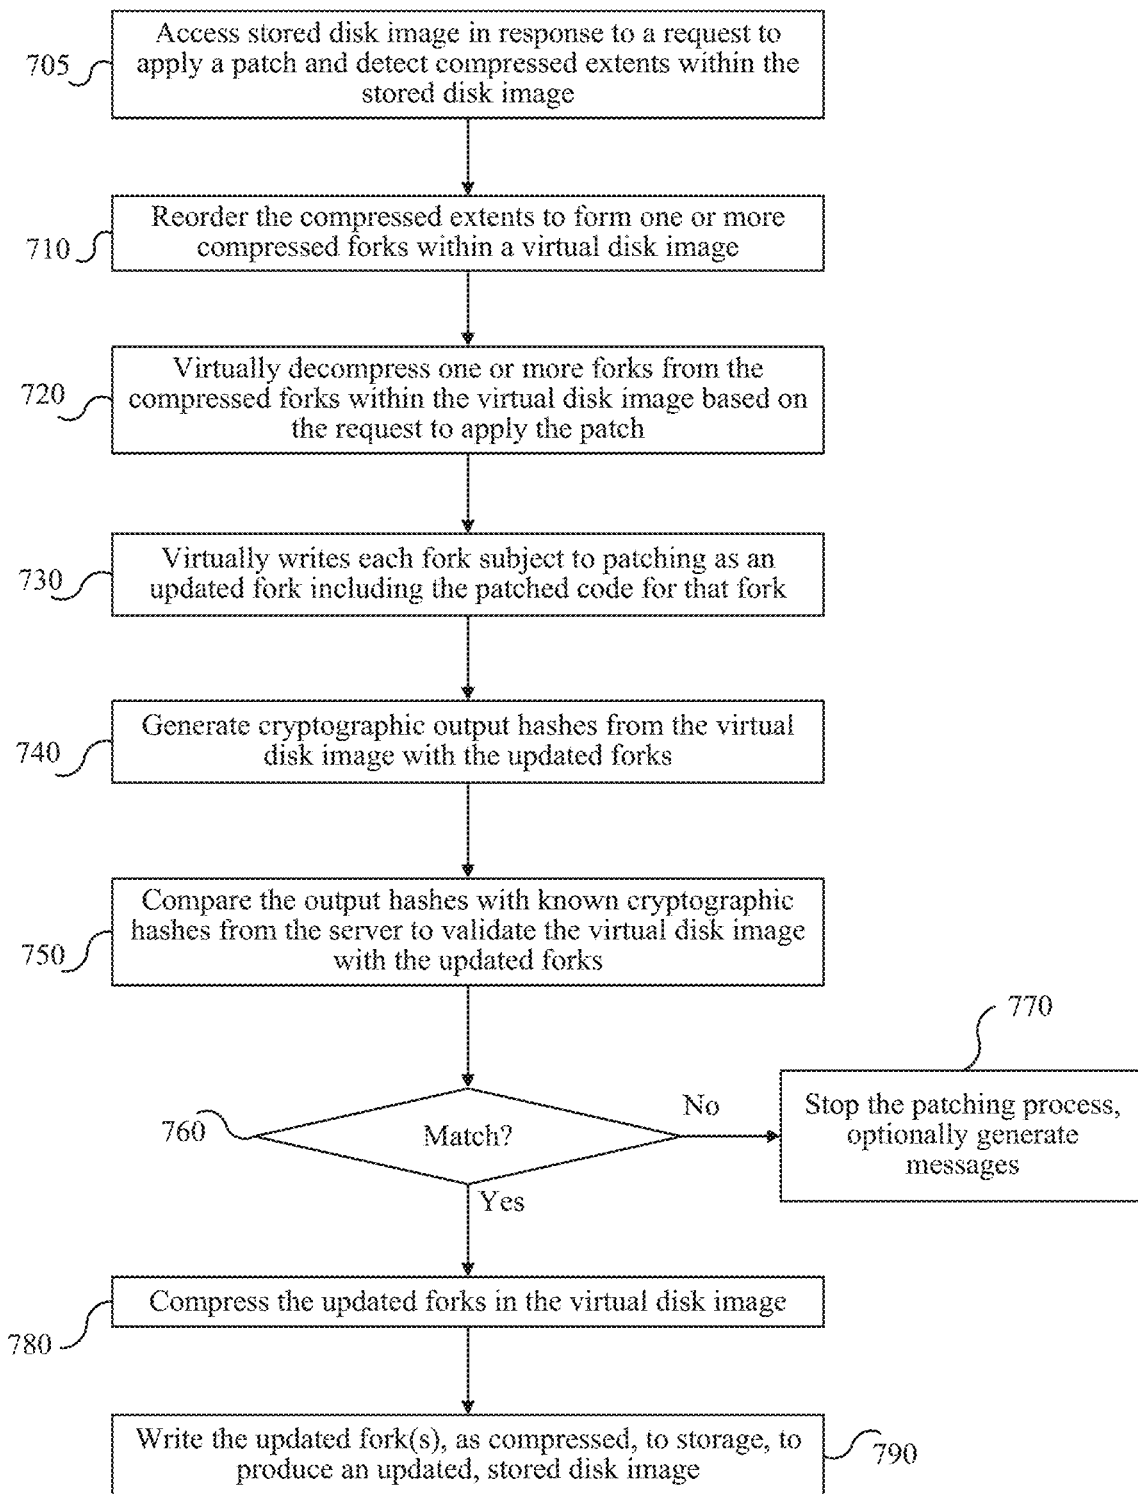 705
Access stored disk image in response to a request to
apply a patch and detect compressed extents within the
stored disk image
710
Reorder the compressed extents to form one or more
compressed forks within a virtual disk image
720
Virtually decompress one or more forks from the
compressed forks within the virtual disk image based on
the request to apply the patch
730
Virtually writes each fork subject to patching as an
updated fork including the patched code for that fork
740
Generate cryptographic output hashes from the virtual
disk image with the updated forks
750
Compare the output hashes with known cryptographic
hashes from the server to validate the virtual disk image
with the updated forks
760
Match?
No
770
Stop the patching process,
optionally generate
messages
Yes
780
Compress the updated forks in the virtual disk image
Write the updated fork(s), as compressed, to storage, to
produce an updated, stored disk image
790